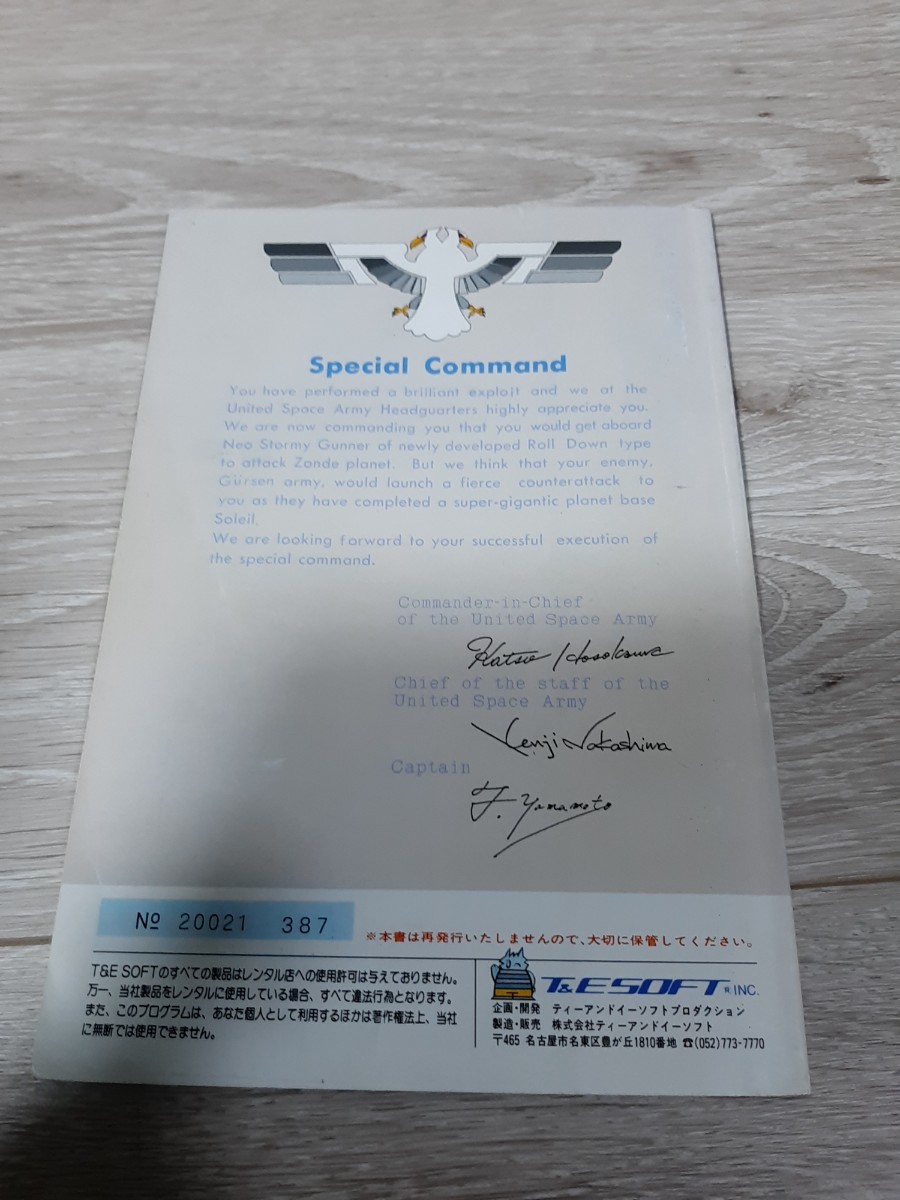 Special Command
You have performed a brilliant exploit and we at the
United Space Army Headguarters highly appreciate you.
We are now commanding you that you would get aboard
Neo Stormy Gunner of newly developed Roll Down type
to attack Zonde planet. But we think that your enemy,
Gürsen army, would launch a fierce counterattack to
you as they have completed a super-gigantic planet base
Soleil.
We are looking forward to your successful execution of
the special command.
Commander-in-Chief
of the United Space Army
Katsuo Hosokawa
Chief of the staff of the
United Space Army
Kenji Nakashima
Captain
T. Yamamoto
№ 20021 387
※本書は再発行いたしませんので、大切に保管してください。
T&E SOFTのすべての製品はレンタル店への使用許可は与えておりません。
万一、当社製品をレンタルに使用している場合、すべて違法行為となります。
また、このプログラムは、あなた個人として利用するほかは著作権法上、当社
に無断では使用できません。
T&E SOFT® INC.
企画・開発 ティーアンドイーソフトプロダクション
製造・販売 株式会社ティーアンドイーソフト
〒465 名古屋市名東区豊が丘1810番地 ☎(052)773-7770